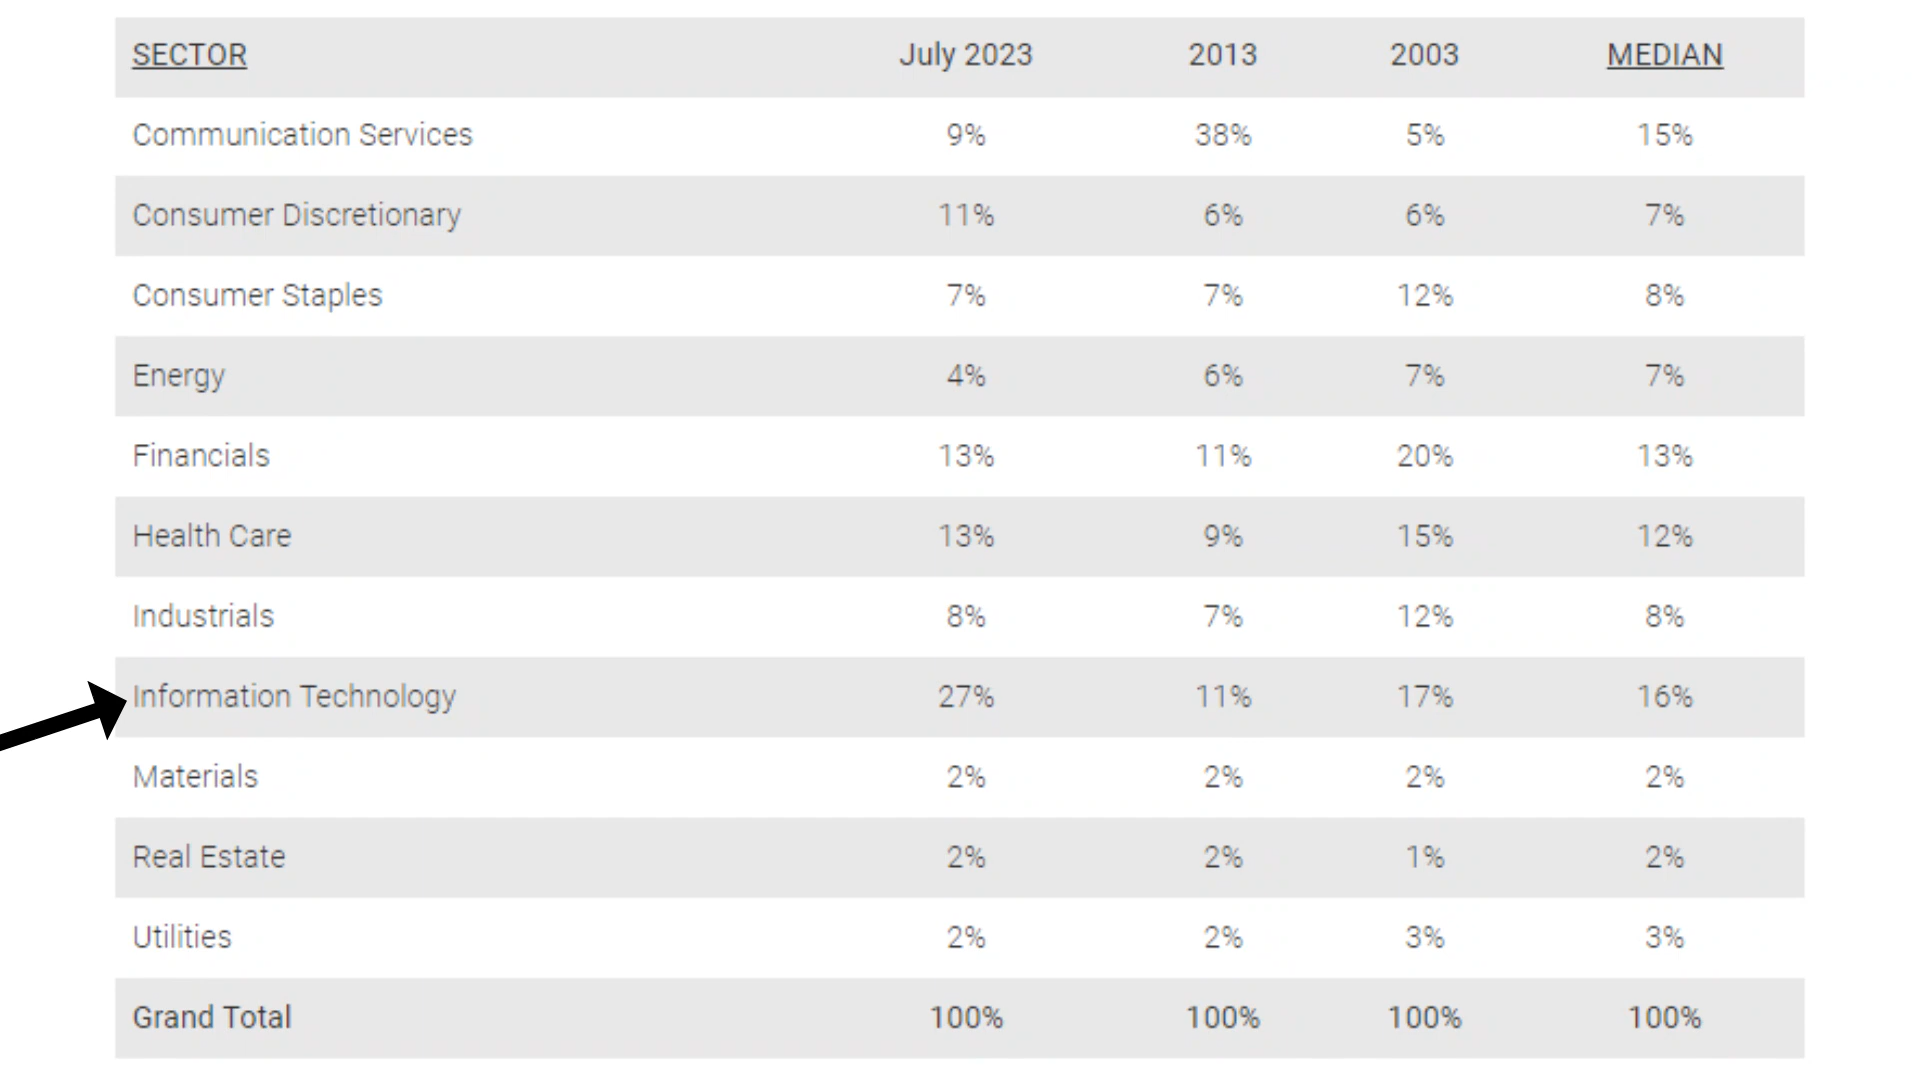 SECTOR July 2023 2013 2003 MEDIAN
Communication Services 9% 38% 5% 15%
Consumer Discretionary 11% 6% 6% 7%
Consumer Staples 7% 7% 12% 8%
Energy 4% 6% 7% 7%
Financials 13% 11% 20% 13%
Health Care 13% 9% 15% 12%
Industrials 8% 7% 12% 8%
Information Technology 27% 11% 17% 16%
Materials 2% 2% 2% 2%
Real Estate 2% 2% 1% 2%
Utilities 2% 2% 3% 3%
Grand Total 100% 100% 100% 100%